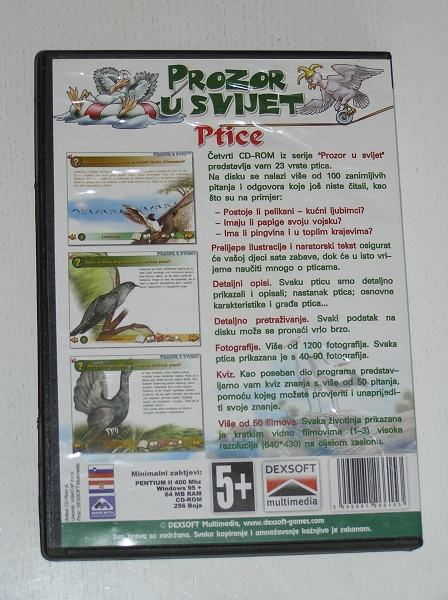 PROZOR
U SVIJET
Ptice
Četvrti CD-ROM iz serije "Prozor u svijet"
predstavlja vam 23 vrste ptica.
Na disku se nalazi više od 100 zanimljivih
pitanja i odgovora koje još niste čitali, kao
što su na primjer:
- Postoje li pelikani - kućni ljubimci?
- Imaju li papige svoju vojsku?
- Ima li pingvina i u toplim krajevima?
Prelijepe ilustracije i naratorski tekst osigurat
će vašoj djeci sate zabave, dok će u isto vri-
jeme naučiti mnogo o pticama.
Detaljni opisi. Svaku pticu smo detaljno
prikazali i opisali; nastanak ptica; osnovne
karakteristike i građa ptica...
Detaljno pretraživanje. Svaki podatak na
disku može se pronaći vrlo brzo.
Fotografije. Više od 1200 fotografija. Svaka
ptica prikazana je s 40-90 fotografija.
Kviz. Kao poseban dio programa predstav-
ljamo vam kviz znanja s više od 50 pitanja,
pomoću kojeg možete provjeriti i unaprijedi-
ti svoje znanje.
Više od 50 filmova. Svaka životinja prikazana
je kratkim video filmovima (1-3) visoka
razolucije (640*430) na cijelom zaslonu.
Minimalni zahtjevi:
PENTIUM II 400 Mhz
Windows 95 +
64 MB RAM
CD-ROM
256 Boja
5+
DEXSOFT
multimedia
© DEXSOFT Multimedia, www.dexsoft-games.com
Sva prava su zadržana. Svako kopiranje i umnožavanje kažnjivo je zakonom.